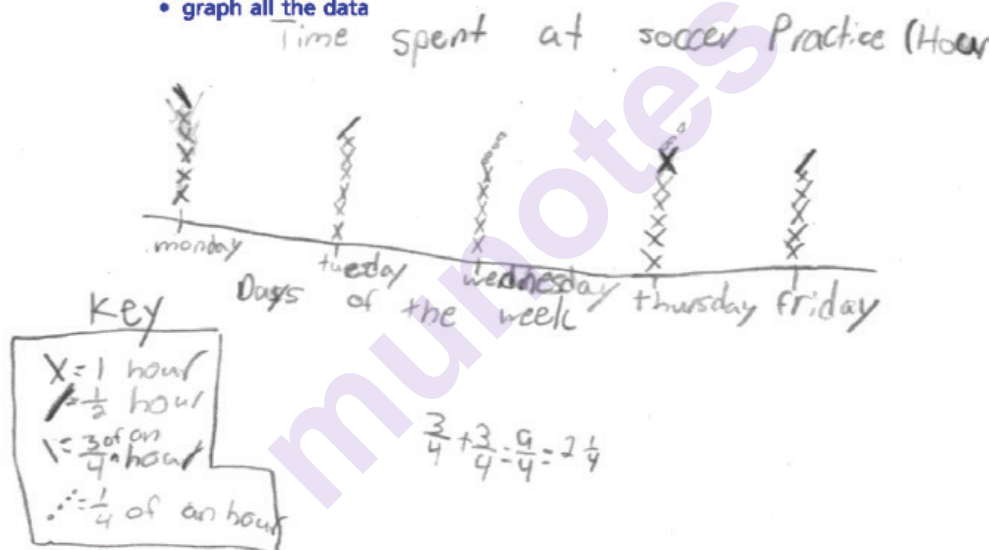 • graph all the data
Time spent at soccer Practice (Hour
monday tuesday wednesday thursday friday
Days of the week
Key
X = 1 hour
/ = 1/2 hour
\ = 3/4 of an hour
⋰ = 1/4 of an hour
3/4 + 3/4 = 9/4 = 2 1/4
munotes